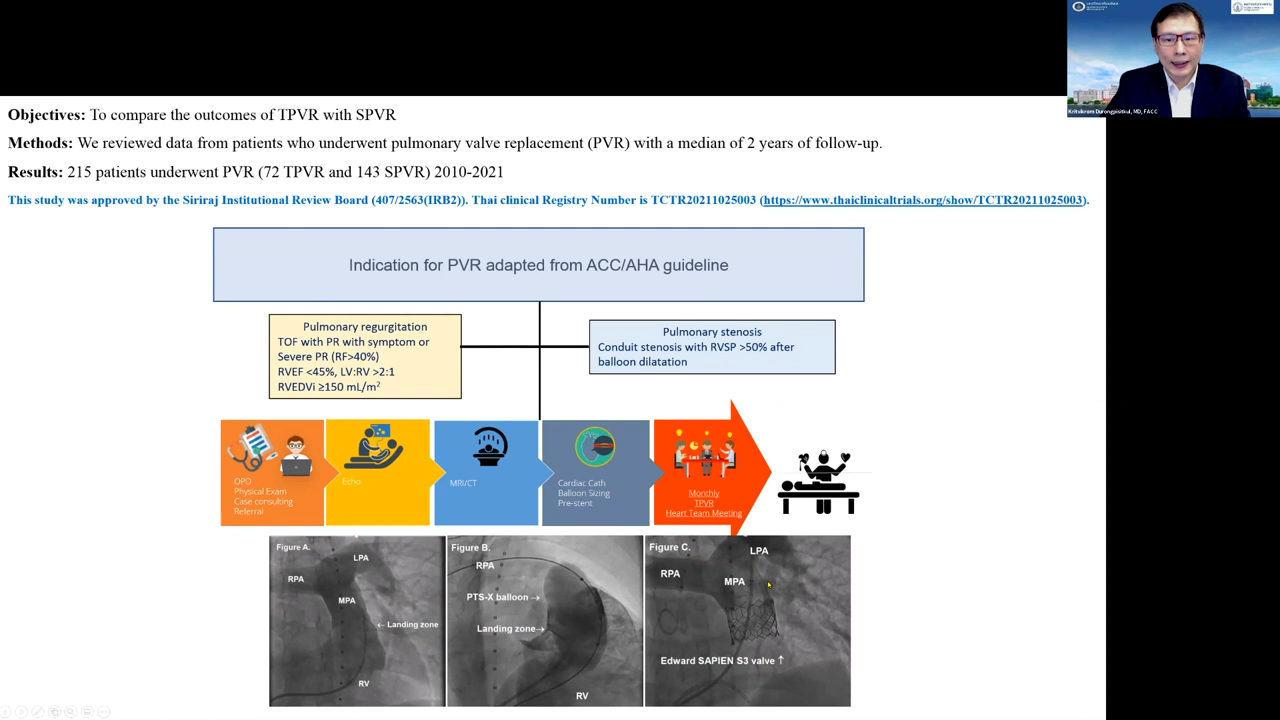 Kritvikrom Durongpisitkul, MD, FACC
Objectives: To compare the outcomes of TPVR with SPVR
Methods: We reviewed data from patients who underwent pulmonary valve replacement (PVR) with a median of 2 years of follow-up.
Results: 215 patients underwent PVR (72 TPVR and 143 SPVR) 2010-2021
This study was approved by the Siriraj Institutional Review Board (407/2563(IRB2)). Thai clinical Registry Number is TCTR20211025003 (https://www.thaiclinicaltrials.org/show/TCTR20211025003).
Indication for PVR adapted from ACC/AHA guideline
Pulmonary regurgitation
TOF with PR with symptom or
Severe PR (RF>40%)
RVEF <45%, LV:RV >2:1
RVEDVi ≥150 mL/m²
Pulmonary stenosis
Conduit stenosis with RVSP >50% after
balloon dilatation
OPD
Physical Exam
Case consulting
Referral
Echo
MRI/CT
Cardiac Cath
Balloon Sizing
Pre-stent
Monthly
TPVR
Heart Team Meeting
Figure A.
LPA
RPA
MPA
← Landing zone
RV
Figure B.
RPA
PTS-X balloon →
Landing zone→
RV
Figure C.
LPA
RPA
MPA
Edward SAPIEN S3 valve ↑